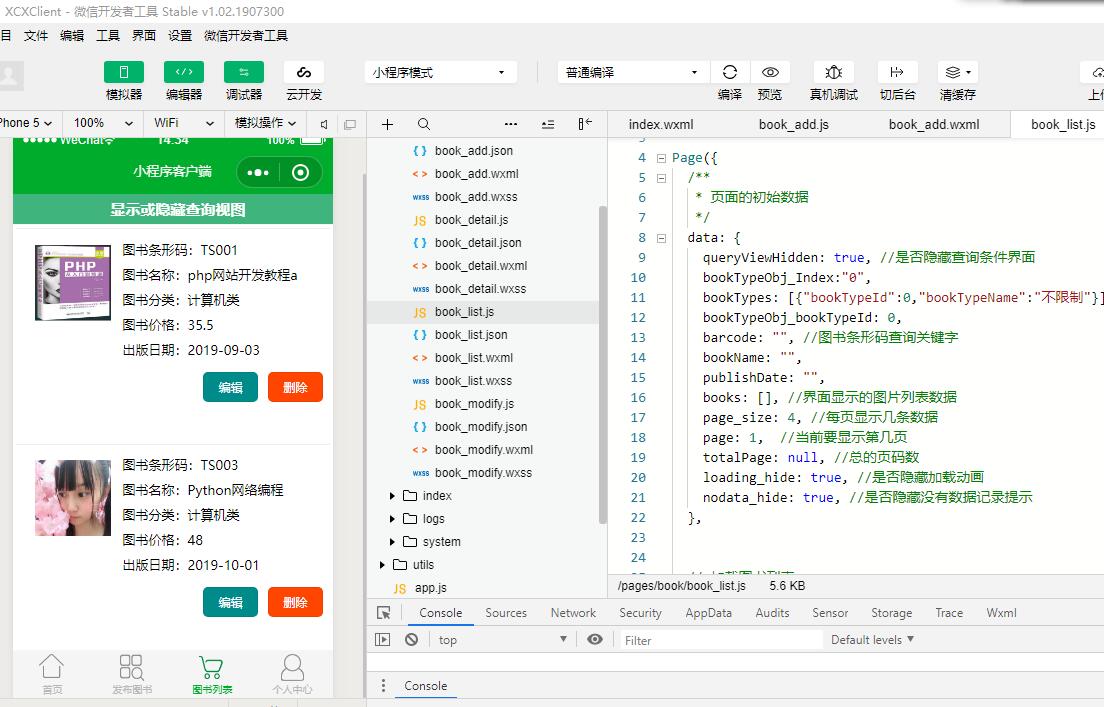 XCXClient - 微信开发者工具 Stable v1.02.1907300
目 文件 编辑 工具 界面 设置 微信开发者工具
小程序模式
普通编译
模拟器 编辑器 调试器 云开发
编译 预览 真机调试 切后台 清缓存 上传
hone 5 100% WiFi 模拟操作
WeChat 14:54 100%
小程序客户端
显示或隐藏查询视图
PHP
图书条形码: TS001
图书名称: php网站开发教程a
图书分类: 计算机类
图书价格: 35.5
出版日期: 2019-09-03
编辑 删除
图书条形码: TS003
图书名称: Python网络编程
图书分类: 计算机类
图书价格: 48
出版日期: 2019-10-01
编辑 删除
首页 发布图书 图书列表 个人中心
{ } book_add.json
< > book_add.wxml
wxss book_add.wxss
JS book_detail.js
{ } book_detail.json
< > book_detail.wxml
wxss book_detail.wxss
JS book_list.js
{ } book_list.json
< > book_list.wxml
wxss book_list.wxss
JS book_modify.js
{ } book_modify.json
< > book_modify.wxml
wxss book_modify.wxss
index
logs
system
utils
JS app.js
index.wxml book_add.js book_add.wxml book_list.js
4 Page({
5 /**
6 * 页面的初始数据
7 */
8 data: {
9 queryViewHidden: true, //是否隐藏查询条件界面
10 bookTypeObj_Index:"0",
11 bookTypes: [{"bookTypeId":0,"bookTypeName":"不限制"}]
12 bookTypeObj_bookTypeId: 0,
13 barcode: "", //图书条形码查询关键字
14 bookName: "",
15 publishDate: "",
16 books: [], //界面显示的图片列表数据
17 page_size: 4, //每页显示几条数据
18 page: 1, //当前要显示第几页
19 totalPage: null, //总的页码数
20 loading_hide: true, //是否隐藏加载动画
21 nodata_hide: true, //是否隐藏没有数据记录提示
22 },
23
24
/pages/book/book_list.js 5.6 KB
Console Sources Network Security AppData Audits Sensor Storage Trace Wxml
top Filter Default levels
Console